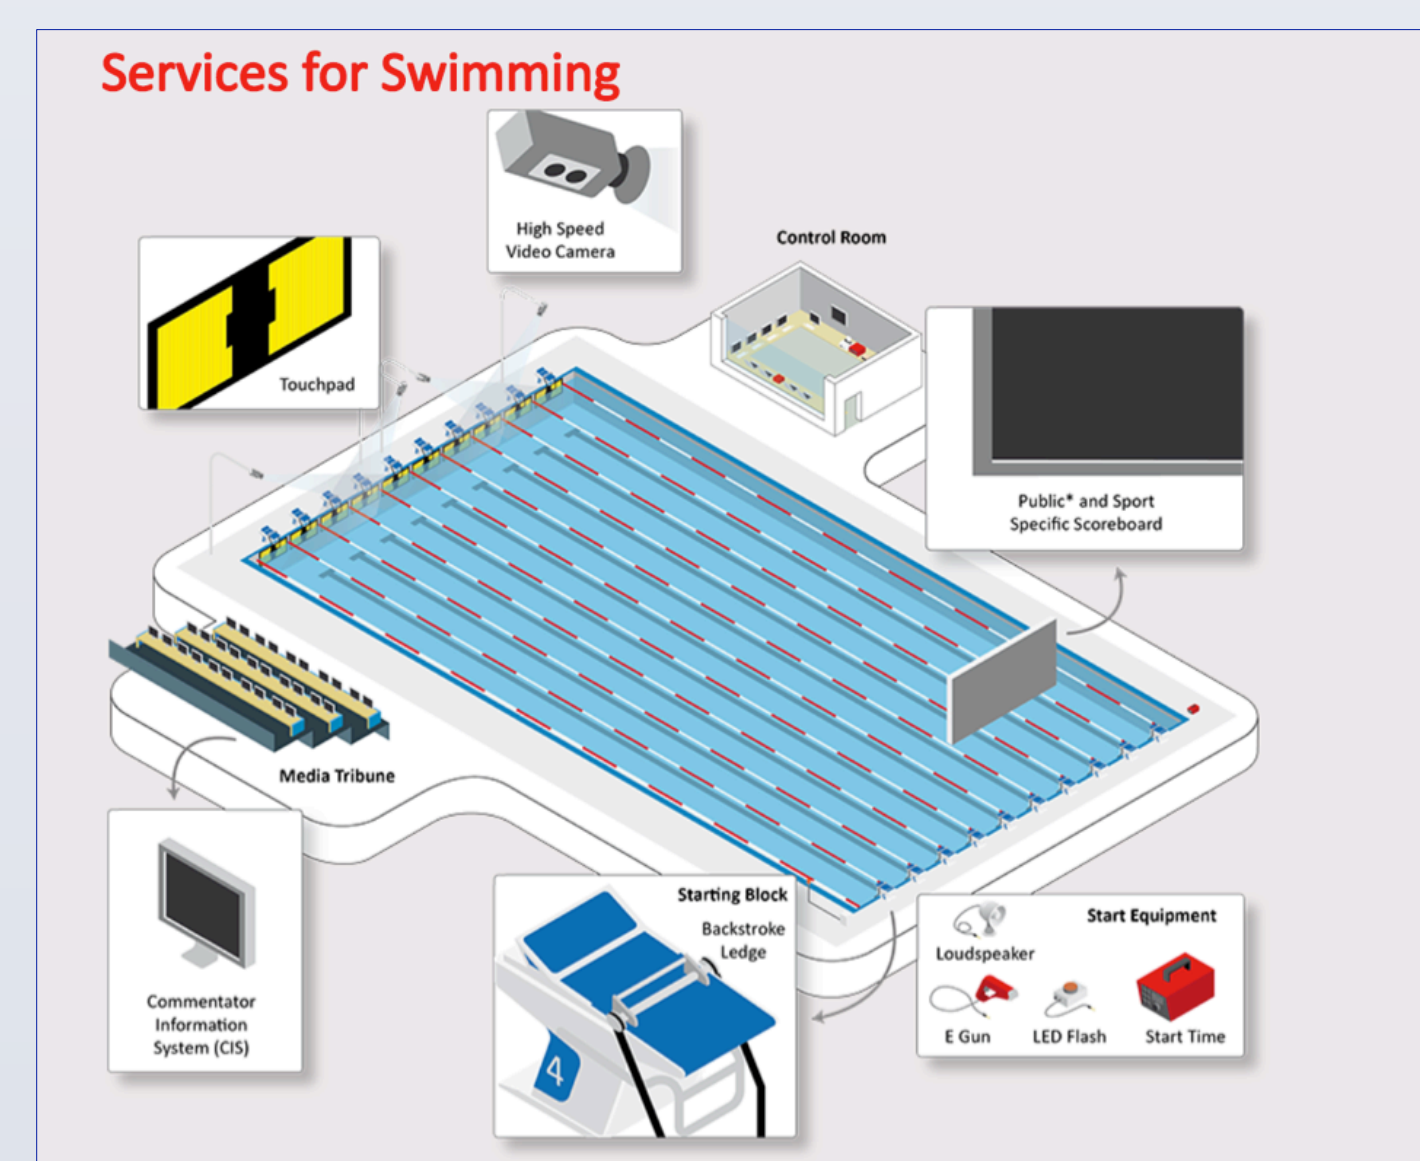 Services for Swimming
High Speed
Video Camera
Control Room
Touchpad
Public* and Sport
Specific Scoreboard
Media Tribune
Commentator
Information
System (CIS)
Starting Block
Backstroke
Ledge
4
Start Equipment
Loudspeaker
E Gun
LED Flash
Start Time